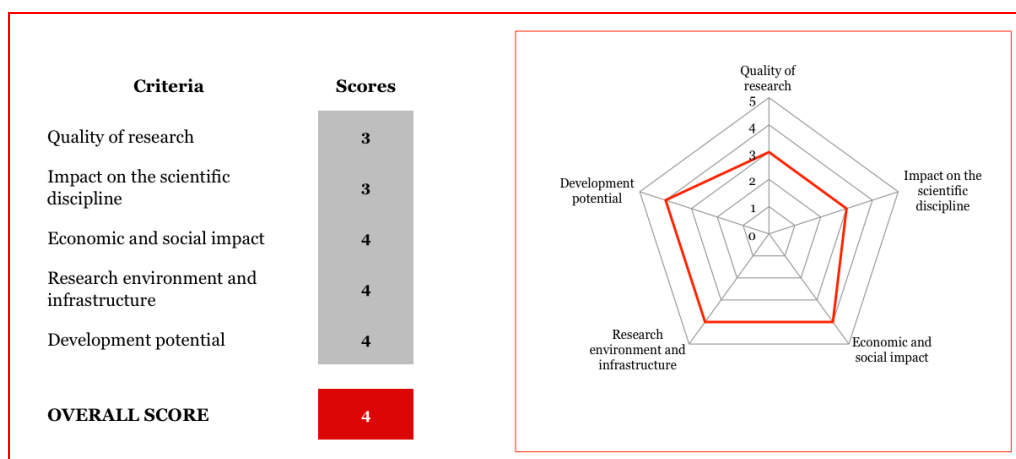 Criteria Scores
Quality of research 3
Impact on the scientific
discipline 3
Economic and social impact 4
Research environment and
infrastructure 4
Development potential 4
OVERALL SCORE 4
Quality of
research
5
4
3
2
1
0
Impact on the
scientific
discipline
Economic and
social impact
Research
environment and
infrastructure
Development
potential